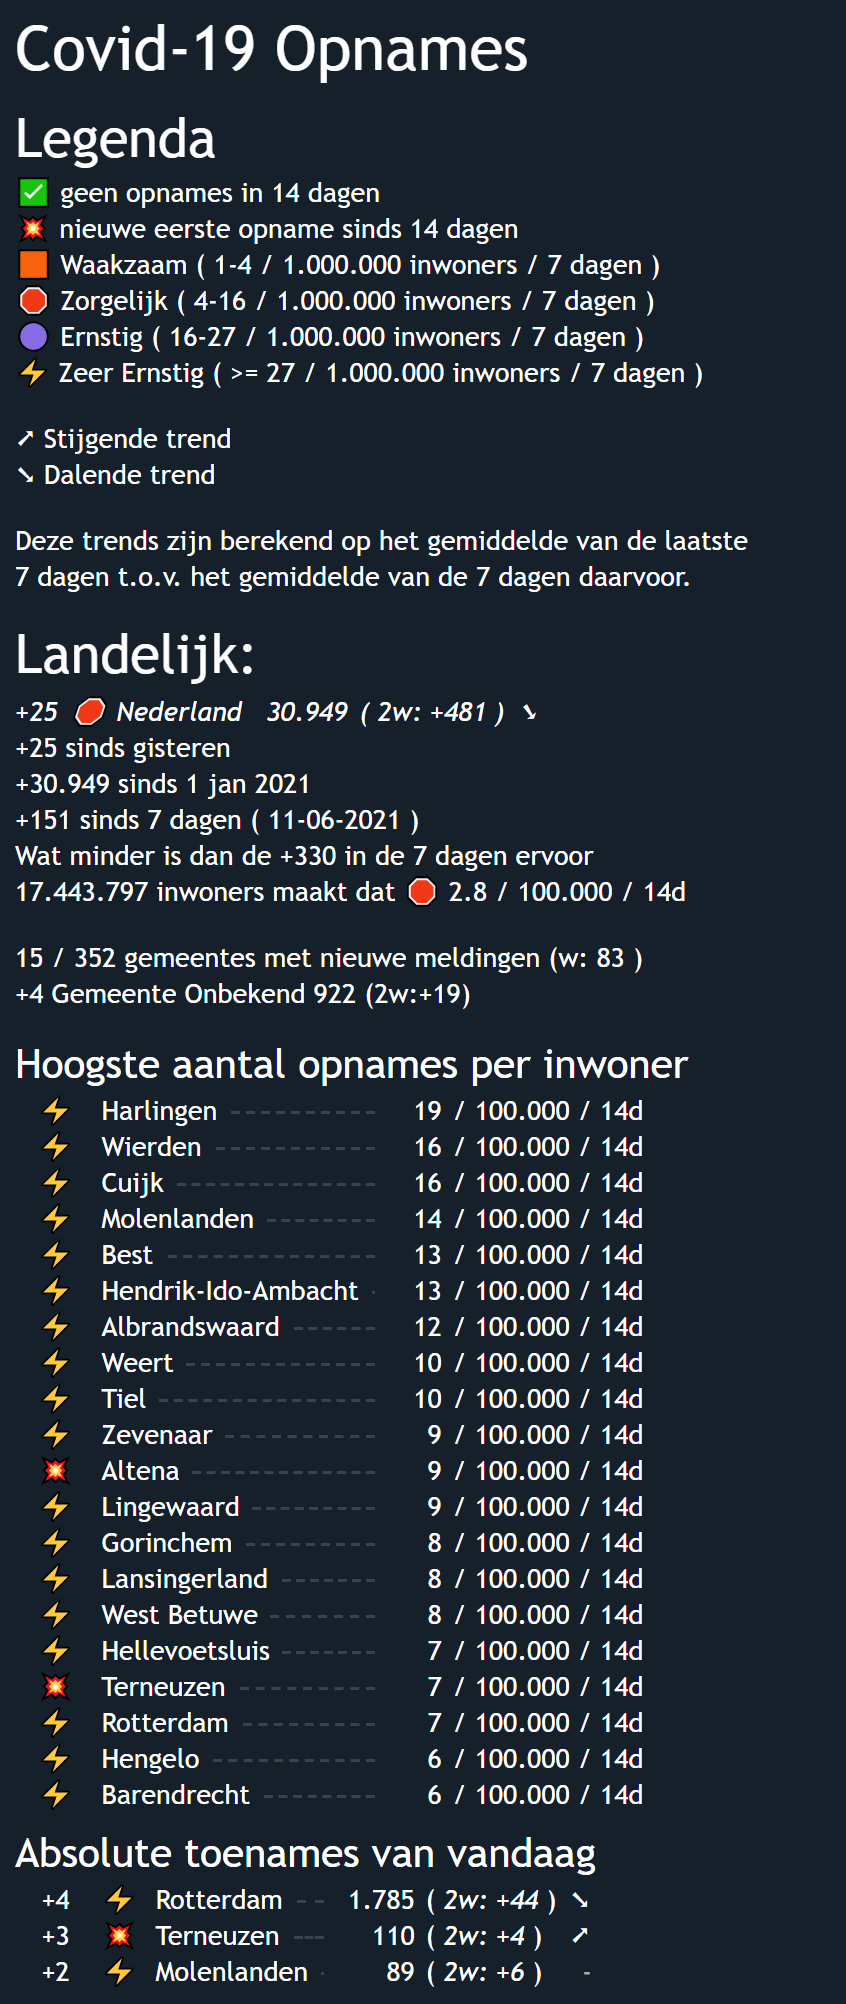 Covid-19 Opnames
Legenda
✅ geen opnames in 14 dagen
💥 nieuwe eerste opname sinds 14 dagen
🟧 Waakzaam ( 1-4 / 1.000.000 inwoners / 7 dagen )
🛑 Zorgelijk ( 4-16 / 1.000.000 inwoners / 7 dagen )
🟣 Ernstig ( 16-27 / 1.000.000 inwoners / 7 dagen )
⚡ Zeer Ernstig ( >= 27 / 1.000.000 inwoners / 7 dagen )
➚ Stijgende trend
➘ Dalende trend
Deze trends zijn berekend op het gemiddelde van de laatste
7 dagen t.o.v. het gemiddelde van de 7 dagen daarvoor.
Landelijk:
+25 🛑 Nederland 30.949 ( 2w: +481 ) ➘
+25 sinds gisteren
+30.949 sinds 1 jan 2021
+151 sinds 7 dagen ( 11-06-2021 )
Wat minder is dan de +330 in de 7 dagen ervoor
17.443.797 inwoners maakt dat 🛑 2.8 / 100.000 / 14d
15 / 352 gemeentes met nieuwe meldingen (w: 83 )
+4 Gemeente Onbekend 922 (2w:+19)
Hoogste aantal opnames per inwoner
⚡ Harlingen ----------- 19 / 100.000 / 14d
⚡ Wierden ------------ 16 / 100.000 / 14d
⚡ Cuijk --------------- 16 / 100.000 / 14d
⚡ Molenlanden -------- 14 / 100.000 / 14d
⚡ Best ---------------- 13 / 100.000 / 14d
⚡ Hendrik-Ido-Ambacht - 13 / 100.000 / 14d
⚡ Albrandswaard ------ 12 / 100.000 / 14d
⚡ Weert -------------- 10 / 100.000 / 14d
⚡ Tiel ---------------- 10 / 100.000 / 14d
⚡ Zevenaar ----------- 9 / 100.000 / 14d
💥 Altena -------------- 9 / 100.000 / 14d
⚡ Lingewaard --------- 9 / 100.000 / 14d
⚡ Gorinchem ---------- 8 / 100.000 / 14d
⚡ Lansingerland ------- 8 / 100.000 / 14d
⚡ West Betuwe -------- 8 / 100.000 / 14d
⚡ Hellevoetsluis ------- 7 / 100.000 / 14d
💥 Terneuzen ---------- 7 / 100.000 / 14d
⚡ Rotterdam ---------- 7 / 100.000 / 14d
⚡ Hengelo ------------ 6 / 100.000 / 14d
⚡ Barendrecht -------- 6 / 100.000 / 14d
Absolute toenames van vandaag
+4 ⚡ Rotterdam -- 1.785 ( 2w: +44 ) ➘
+3 💥 Terneuzen --- 110 ( 2w: +4 ) ➚
+2 ⚡ Molenlanden - 89 ( 2w: +6 ) -